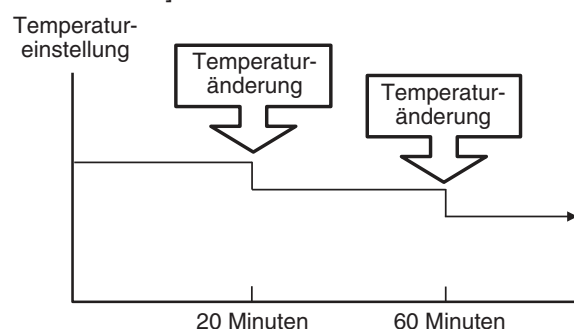 Temperatur-
einstellung
Temperatur-
änderung
Temperatur-
änderung
20 Minuten
60 Minuten